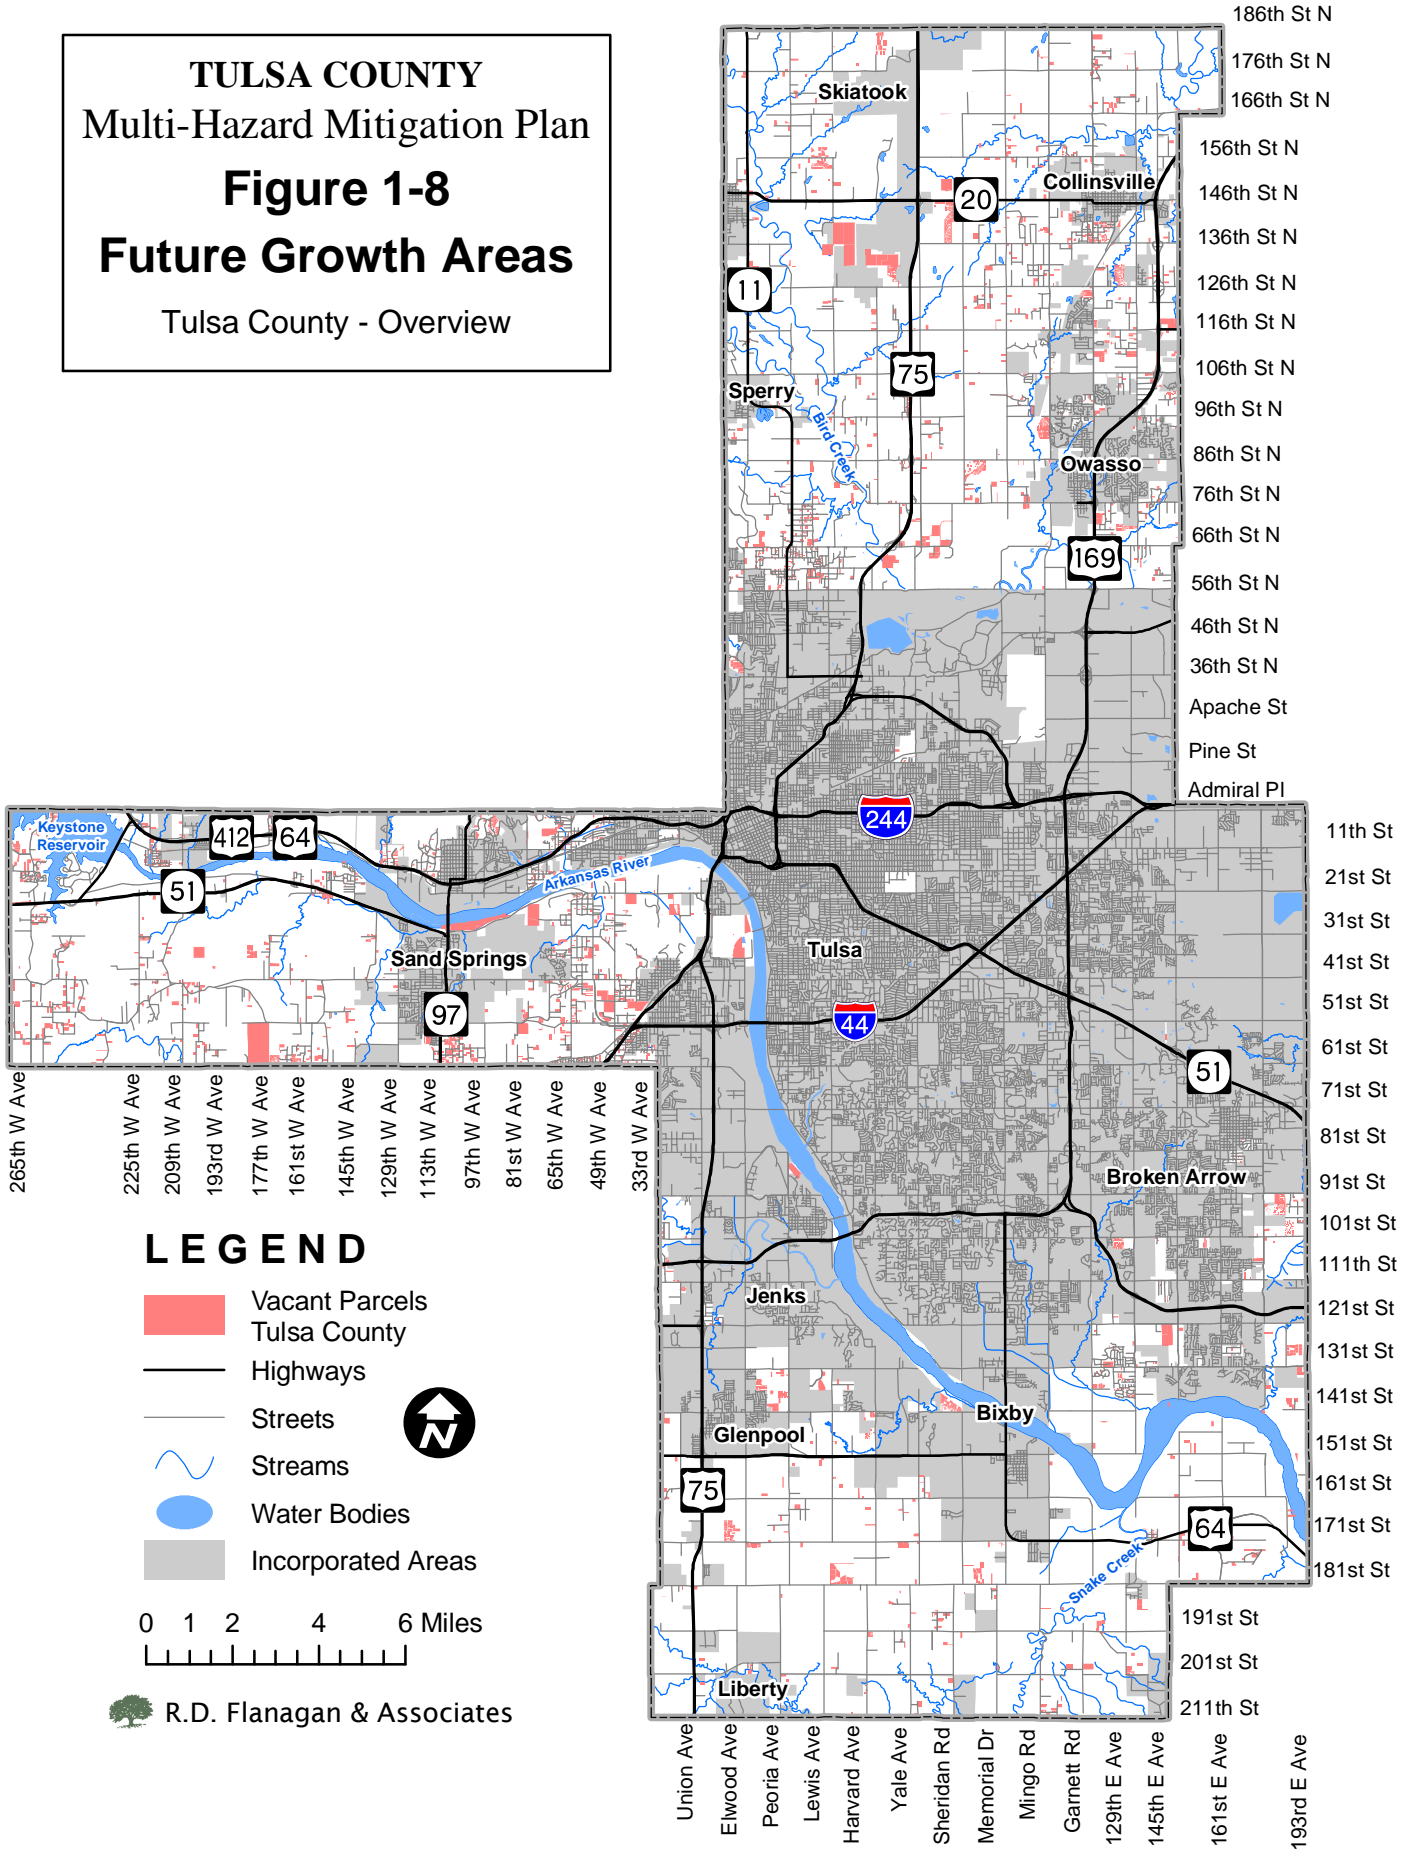 TULSA COUNTY
Multi-Hazard Mitigation Plan
Figure 1-8
Future Growth Areas
Tulsa County - Overview
186th St N
176th St N
166th St N
156th St N
146th St N
136th St N
126th St N
116th St N
106th St N
96th St N
86th St N
76th St N
66th St N
56th St N
46th St N
36th St N
Apache St
Pine St
Admiral Pl
11th St
21st St
31st St
41st St
51st St
61st St
71st St
81st St
91st St
101st St
111th St
121st St
131st St
141st St
151st St
161st St
171st St
181st St
191st St
201st St
211th St
Skiatook
Collinsville
20
11
75
Sperry
Bird Creek
Owasso
169
244
Keystone
Reservoir
412
64
51
Arkansas River
Sand Springs
97
Tulsa
44
51
Broken Arrow
Jenks
Bixby
Glenpool
75
64
Snake Creek
Liberty
265th W Ave
225th W Ave
209th W Ave
193rd W Ave
177th W Ave
161st W Ave
145th W Ave
129th W Ave
113th W Ave
97th W Ave
81st W Ave
65th W Ave
49th W Ave
33rd W Ave
LEGEND
Vacant Parcels
Tulsa County
Highways
Streets
N
Streams
Water Bodies
Incorporated Areas
0 1 2 4 6 Miles
R.D. Flanagan & Associates
Union Ave
Elwood Ave
Peoria Ave
Lewis Ave
Harvard Ave
Yale Ave
Sheridan Rd
Memorial Dr
Mingo Rd
Garnett Rd
129th E Ave
145th E Ave
161st E Ave
193rd E Ave